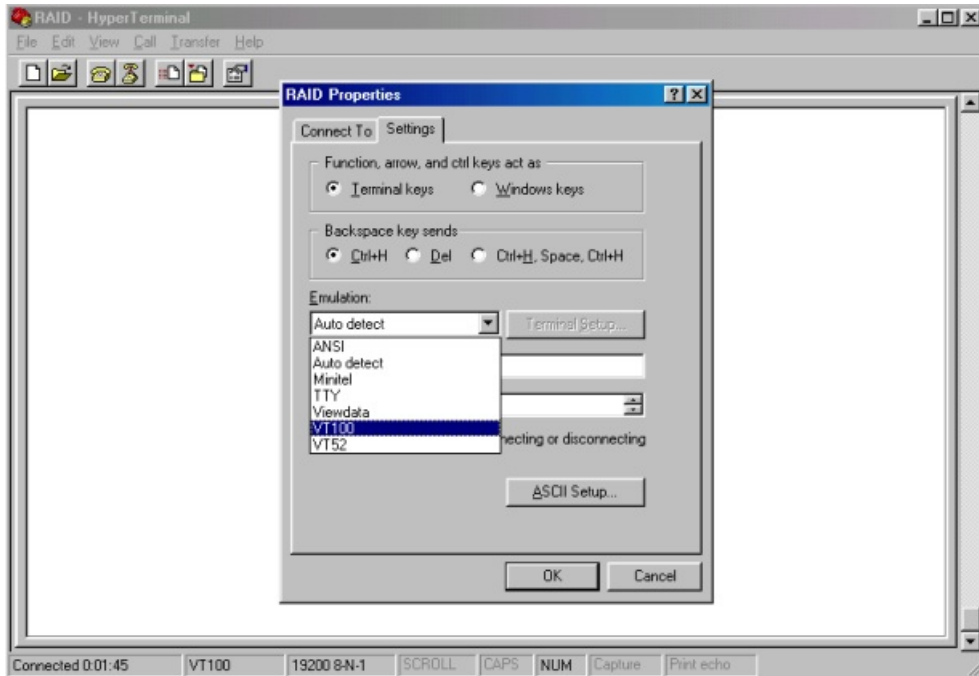 RAID - HyperTerminal
File Edit View Call Transfer Help
RAID Properties
Connect To Settings
Function, arrow, and ctrl keys act as
Terminal keys Windows keys
Backspace key sends
Ctrl+H Del Ctrl+H, Space, Ctrl+H
Emulation:
Auto detect Terminal Setup...
ANSI
Auto detect
Minitel
TTY
Viewdata
VT100
VT52
necting or disconnecting
ASCII Setup...
OK Cancel
Connected 0:01:45 VT100 19200 8-N-1 SCROLL CAPS NUM Capture Print echo